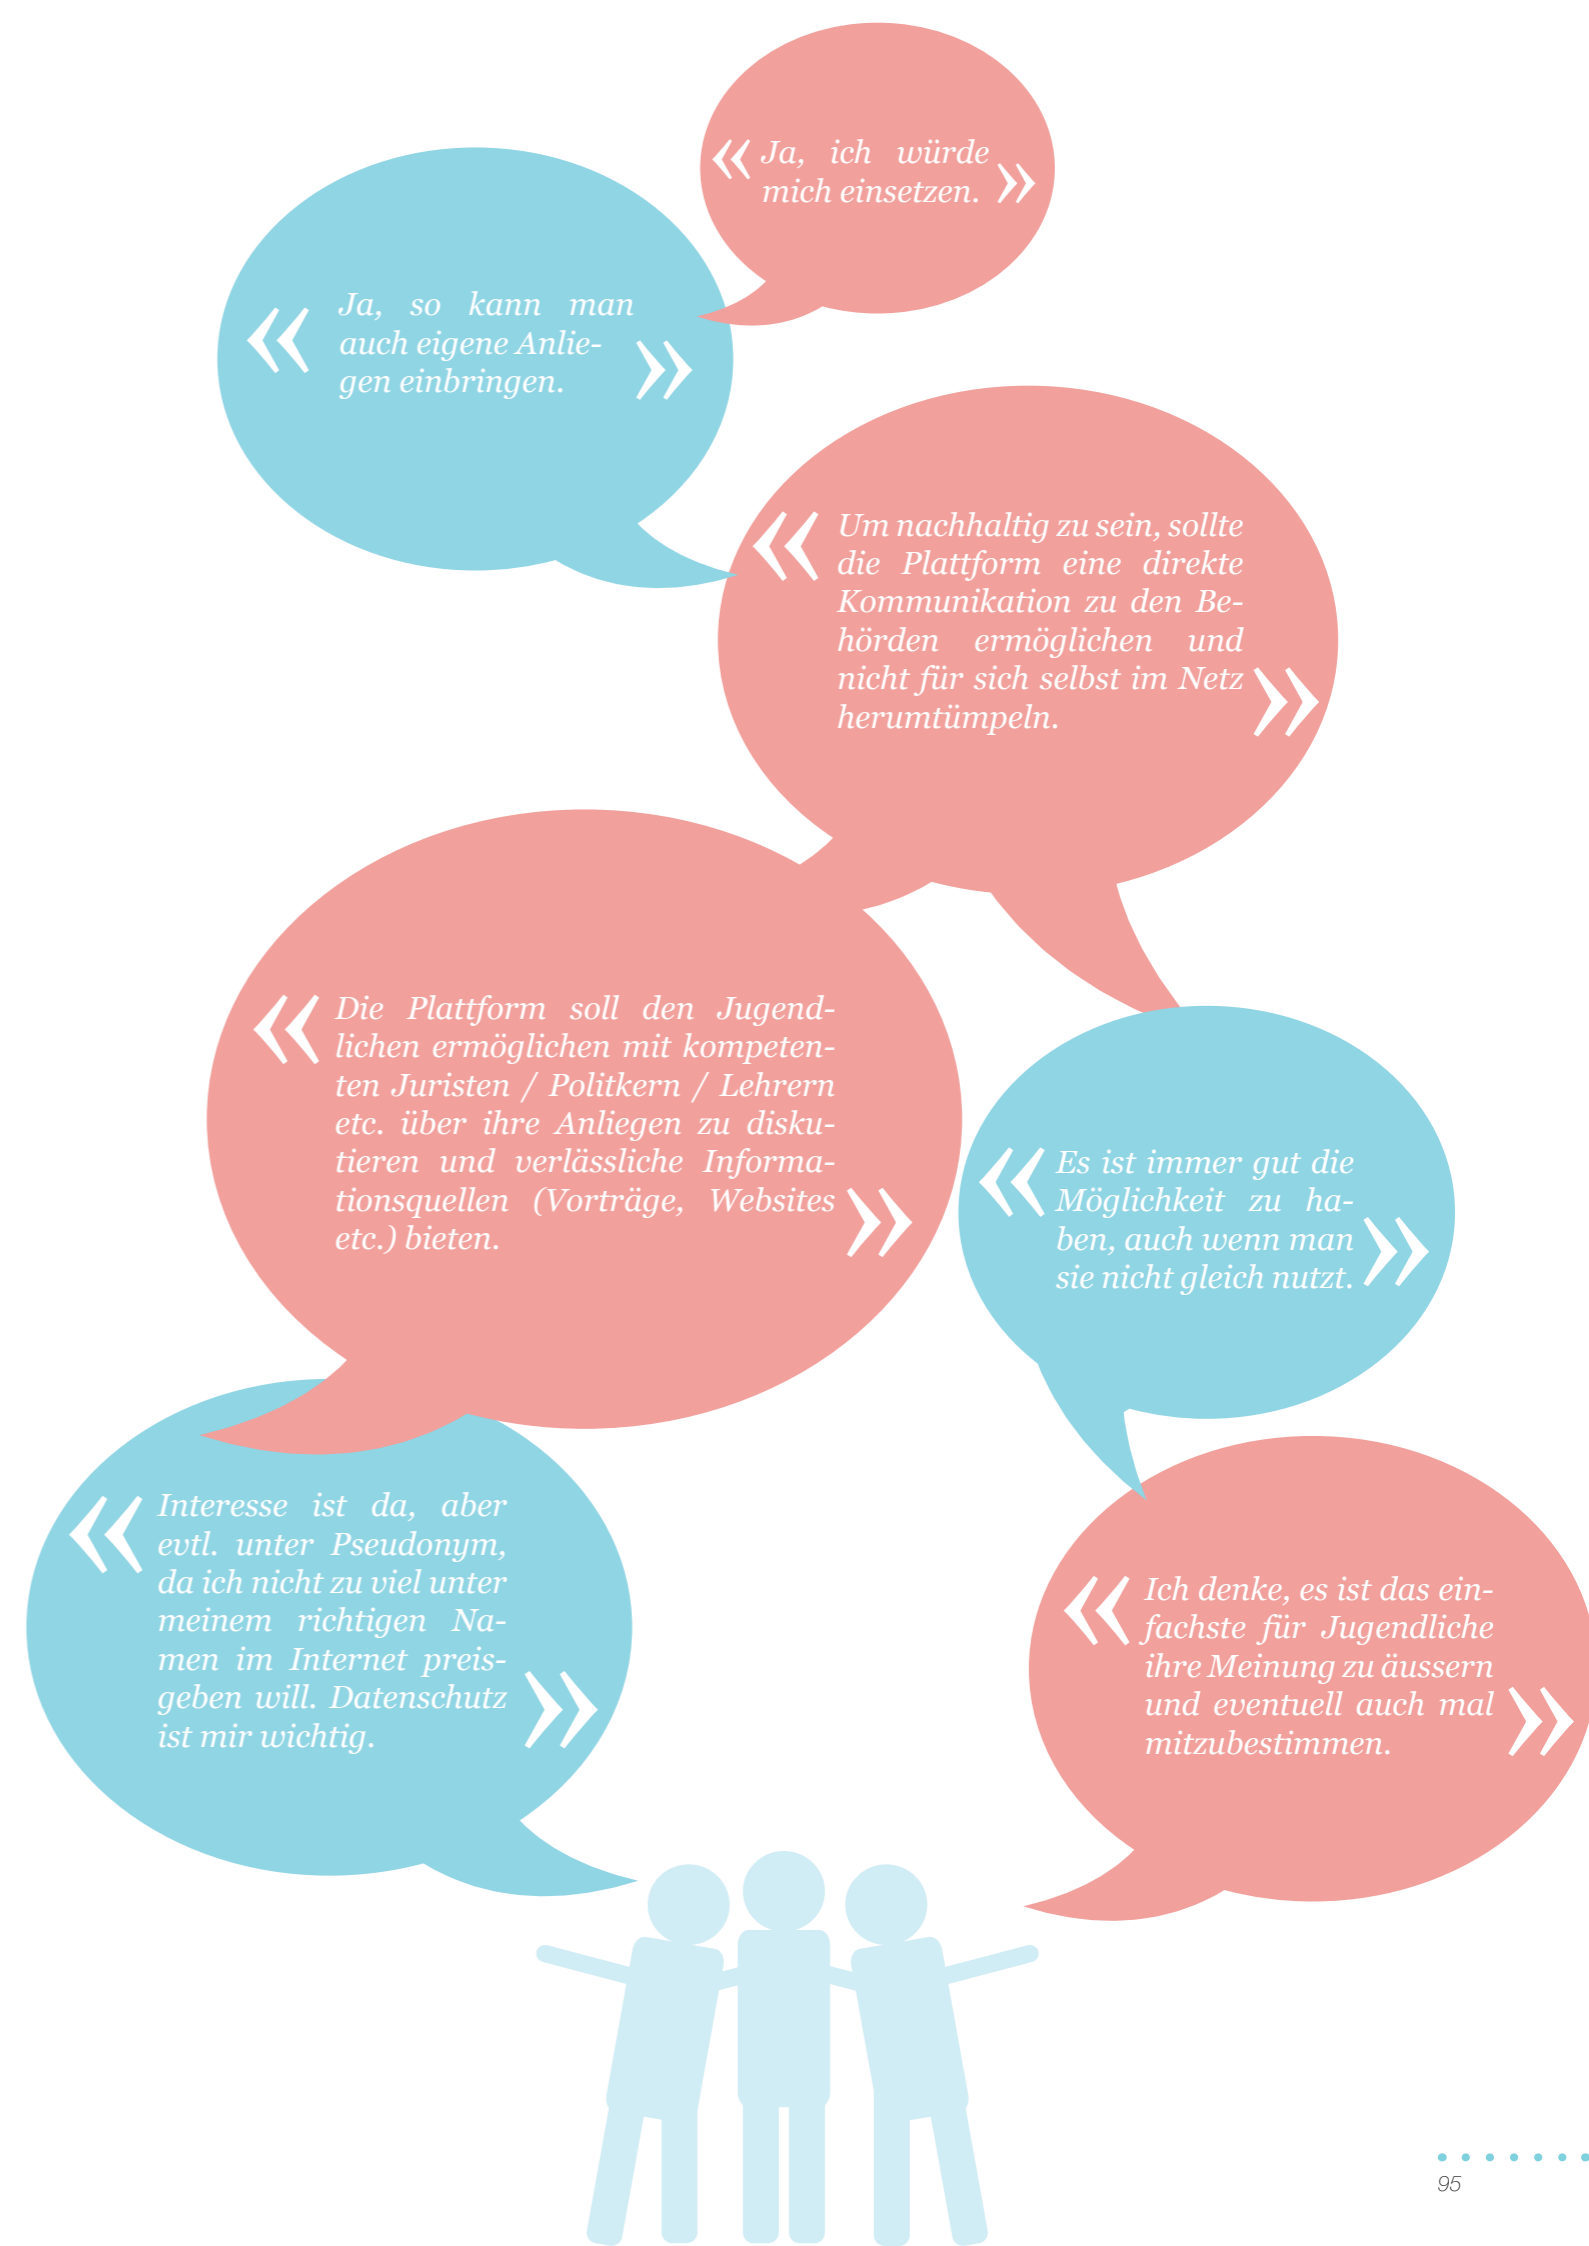 « Ja, ich würde
mich einsetzen. »
« Ja, so kann man
auch eigene Anlie-
gen einbringen. »
« Um nachhaltig zu sein, sollte
die Plattform eine direkte
Kommunikation zu den Be-
hörden ermöglichen und
nicht für sich selbst im Netz
herumtümpeln. »
« Die Plattform soll den Jugend-
lichen ermöglichen mit kompeten-
ten Juristen / Politkern / Lehrern
etc. über ihre Anliegen zu disku-
tieren und verlässliche Informa-
tionsquellen (Vorträge, Websites
etc.) bieten. »
« Es ist immer gut die
Möglichkeit zu ha-
ben, auch wenn man
sie nicht gleich nutzt. »
« Interesse ist da, aber
evtl. unter Pseudonym,
da ich nicht zu viel unter
meinem richtigen Na-
men im Internet preis-
geben will. Datenschutz
ist mir wichtig. »
« Ich denke, es ist das ein-
fachste für Jugendliche
ihre Meinung zu äussern
und eventuell auch mal
mitzubestimmen. »
95